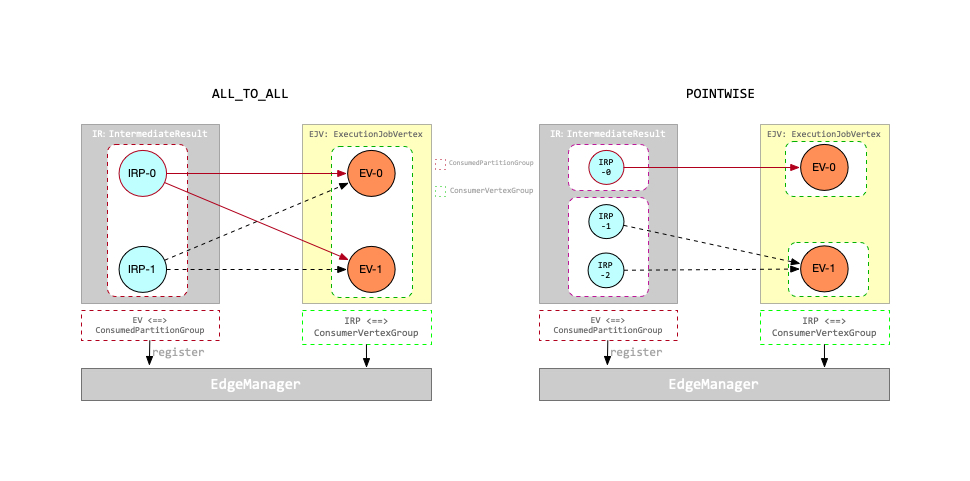 ALL_TO_ALL
IR: IntermediateResult
EJV: ExecutionJobVertex
IRP-0
EV-0
IRP-1
EV-1
EV <==>
ConsumedPartitionGroup
IRP <==>
ConsumerVertexGroup
register
EdgeManager
ConsumedPartitionGroup
ConsumerVertexGroup
POINTWISE
IR: IntermediateResult
EJV: ExecutionJobVertex
IRP
-0
EV-0
IRP
-1
IRP
-2
EV-1
EV <==>
ConsumedPartitionGroup
IRP <==>
ConsumerVertexGroup
register
EdgeManager